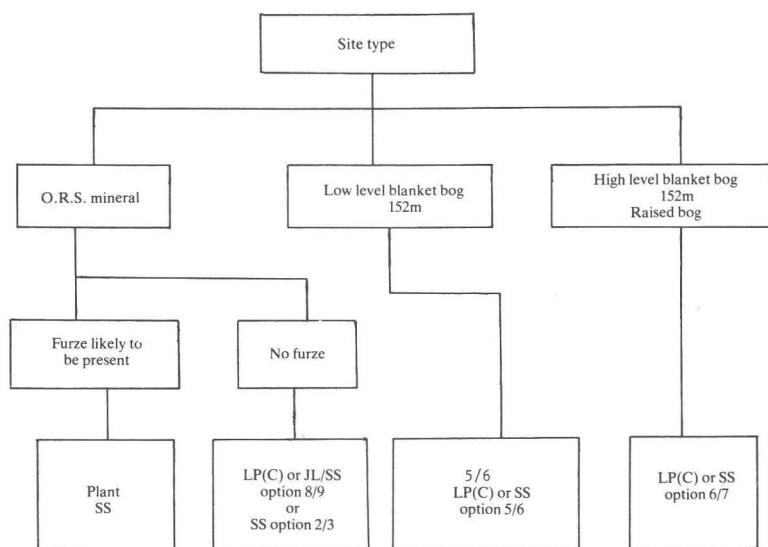 Site type
O.R.S. mineral
Low level blanket bog
152m
High level blanket bog
152m
Raised bog
Furze likely to
be present
No furze
Plant
SS
LP(C) or JL/SS
option 8/9
or
SS option 2/3
5/6
LP(C) or SS
option 5/6
LP(C) or SS
option 6/7